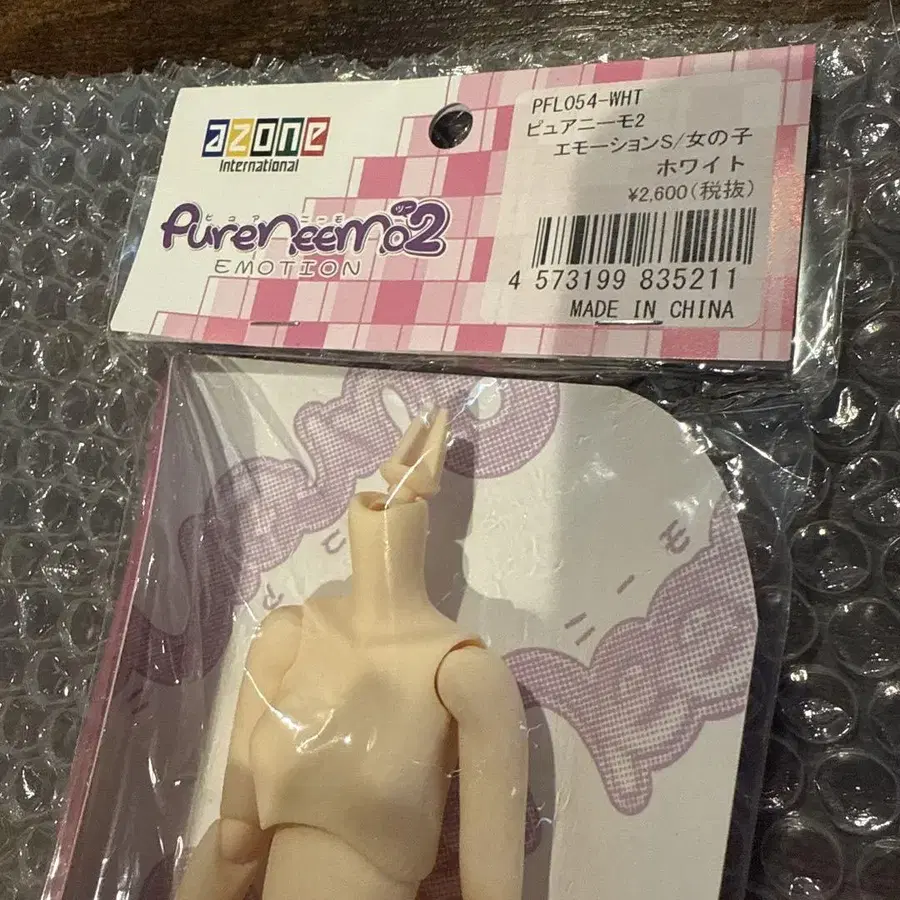 azone
International
ピュアニーモツー
PureNeemo2
EMOTION
PFL054-WHT
ピュアニーモ2
エモーションS/女の子
ホワイト
¥2,600(税抜)
4 573199 835211
MADE IN CHINA